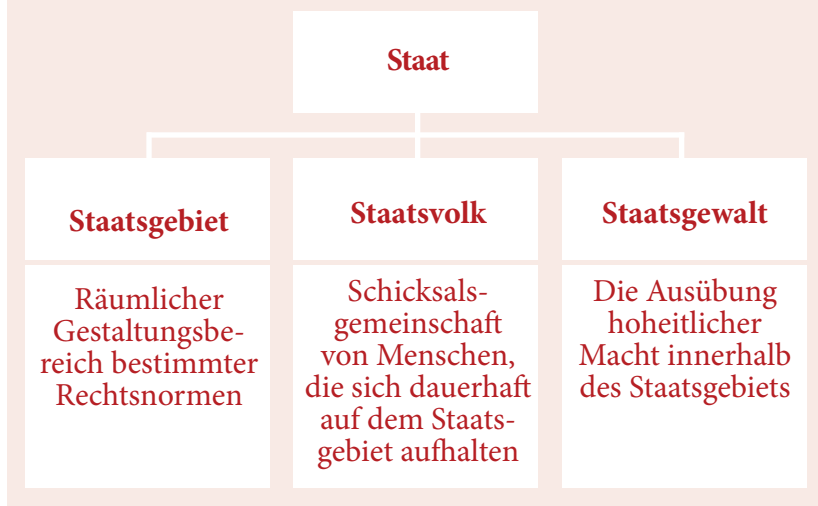 Staat
Staatsgebiet
Räumlicher
Gestaltungsbe-
reich bestimmter
Rechtsnormen
Staatsvolk
Schicksals-
gemeinschaft
von Menschen,
die sich dauerhaft
auf dem Staats-
gebiet aufhalten
Staatsgewalt
Die Ausübung
hoheitlicher
Macht innerhalb
des Staatsgebiets